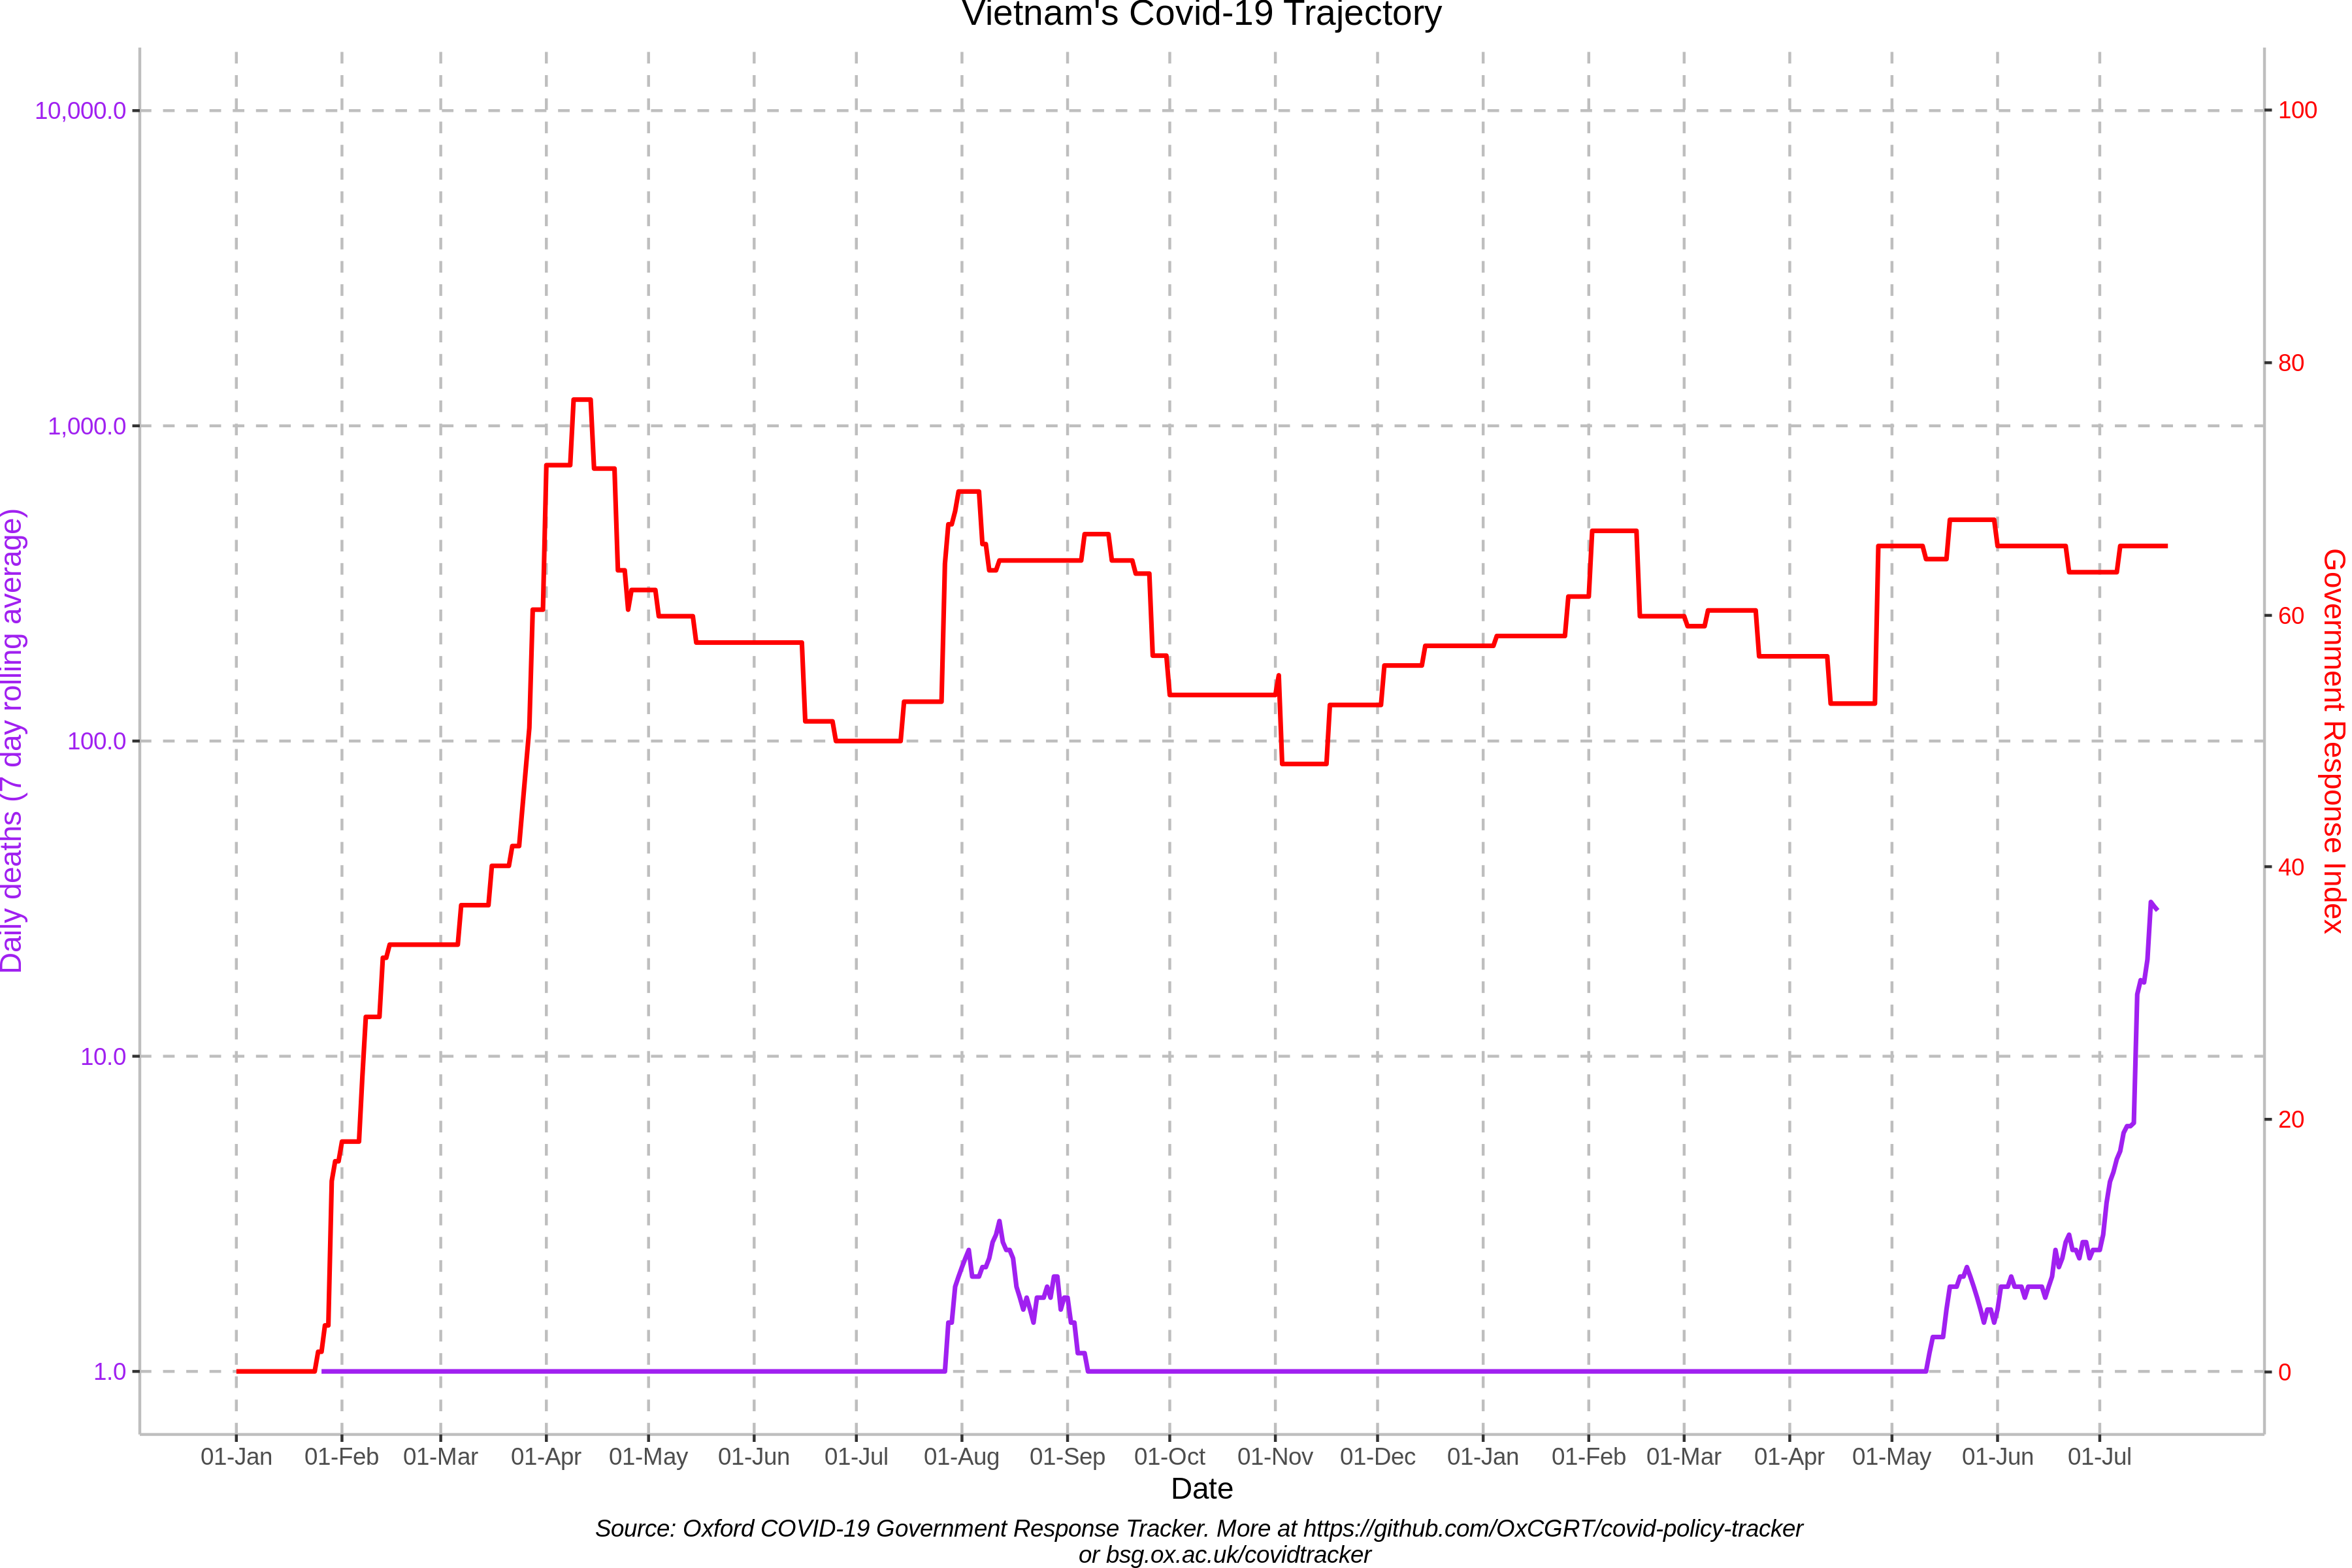 Vietnam's Covid-19 Trajectory
10,000.0
1,000.0
100.0
10.0
1.0
Daily deaths (7 day rolling average)
100
80
60
40
20
0
Government Response Index
01-Jan 01-Feb 01-Mar 01-Apr 01-May 01-Jun 01-Jul 01-Aug 01-Sep 01-Oct 01-Nov 01-Dec 01-Jan 01-Feb 01-Mar 01-Apr 01-May 01-Jun 01-Jul
Date
Source: Oxford COVID-19 Government Response Tracker. More at https://github.com/OxCGRT/covid-policy-tracker
or bsg.ox.ac.uk/covidtracker